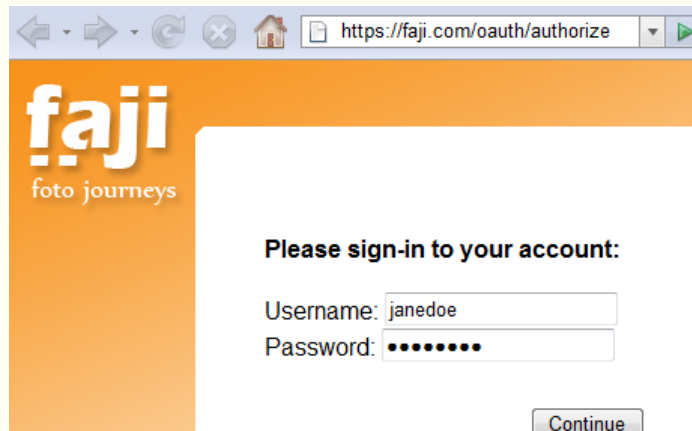 https://faji.com/oauth/authorize
faji
foto journeys
Please sign-in to your account:
Username: janedoe
Password: ••••••••
Continue